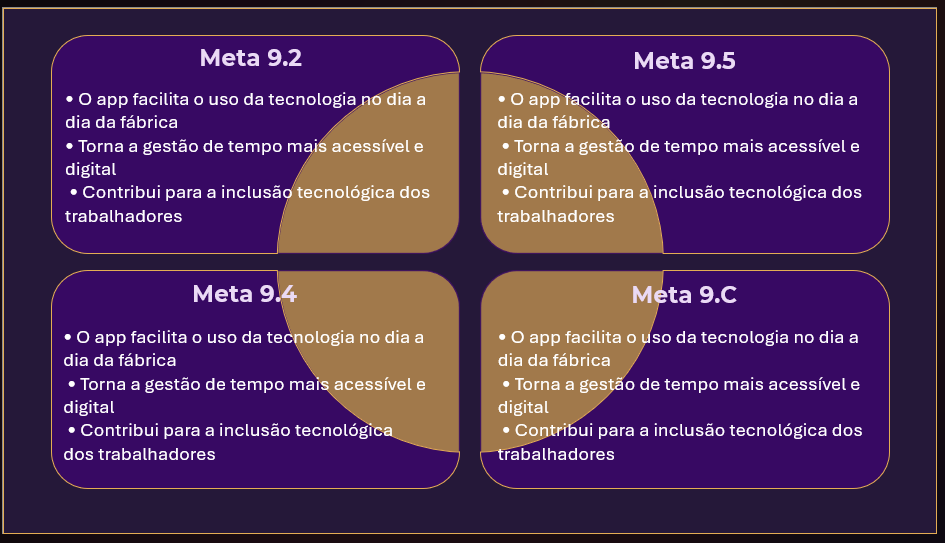 Meta 9.2
• O app facilita o uso da tecnologia no dia a
dia da fábrica
• Torna a gestão de tempo mais acessível e
digital
• Contribui para a inclusão tecnológica dos
trabalhadores
Meta 9.5
• O app facilita o uso da tecnologia no dia a
dia da fábrica
• Torna a gestão de tempo mais acessível e
digital
• Contribui para a inclusão tecnológica dos
trabalhadores
Meta 9.4
• O app facilita o uso da tecnologia no dia a
dia da fábrica
• Torna a gestão de tempo mais acessível e
digital
• Contribui para a inclusão tecnológica
dos trabalhadores
Meta 9.C
• O app facilita o uso da tecnologia no dia a
dia da fábrica
• Torna a gestão de tempo mais acessível e
digital
• Contribui para a inclusão tecnológica dos
trabalhadores